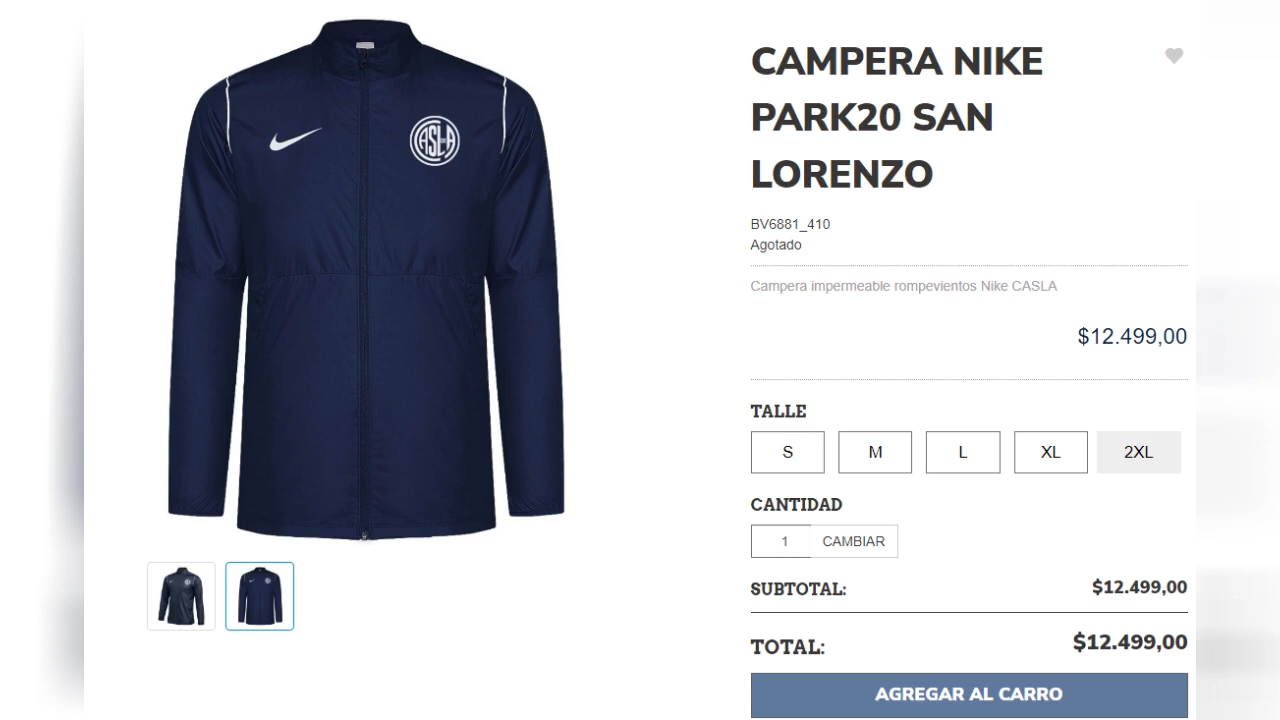 CASLA
CAMPERA NIKE
PARK20 SAN
LORENZO
BV6881_410
Agotado
Campera impermeable rompevientos Nike CASLA
$12.499,00
TALLE
S M L XL 2XL
CANTIDAD
1 CAMBIAR
SUBTOTAL: $12.499,00
TOTAL: $12.499,00
AGREGAR AL CARRO